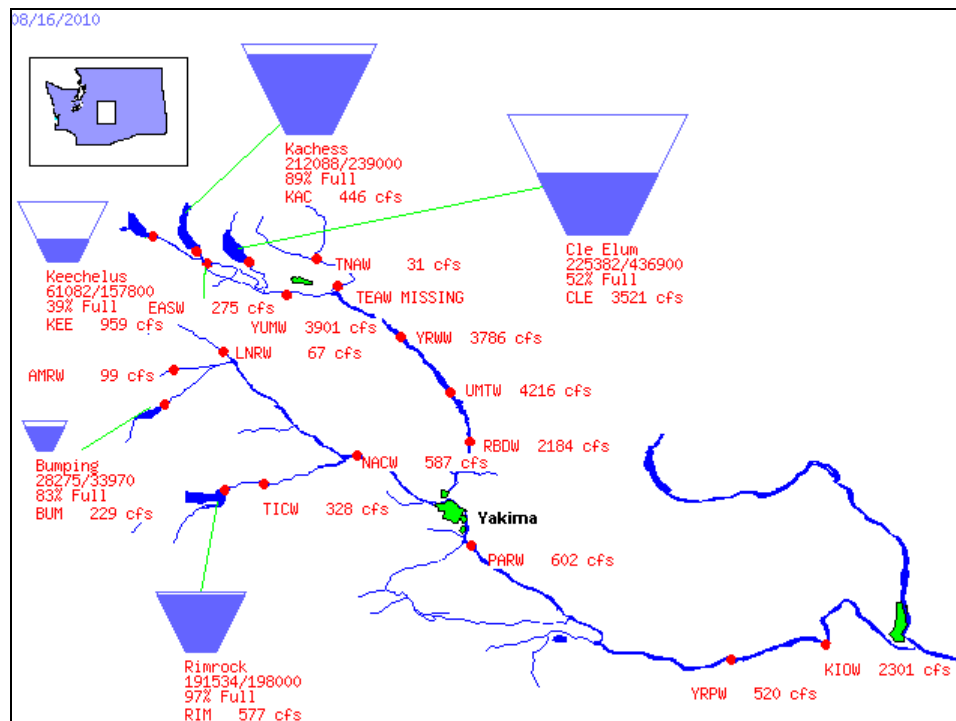 08/16/2010
Kachess
212088/239000
89% Full
KAC 446 cfs
Cle Elum
225382/436900
52% Full
CLE 3521 cfs
Keechelus
61082/157800
39% Full
KEE 959 cfs
TNAW 31 cfs
TEAW MISSING
EASW 275 cfs
YUMW 3901 cfs
YRWW 3786 cfs
LNRW 67 cfs
AMRW 99 cfs
UMTW 4216 cfs
RBDW 2184 cfs
Bumping
28275/33970
83% Full
BUM 229 cfs
NACW 587 cfs
TICW 328 cfs
Yakima
PARW 602 cfs
Rimrock
191534/198000
97% Full
RIM 577 cfs
KIOW 2301 cfs
YRPW 520 cfs